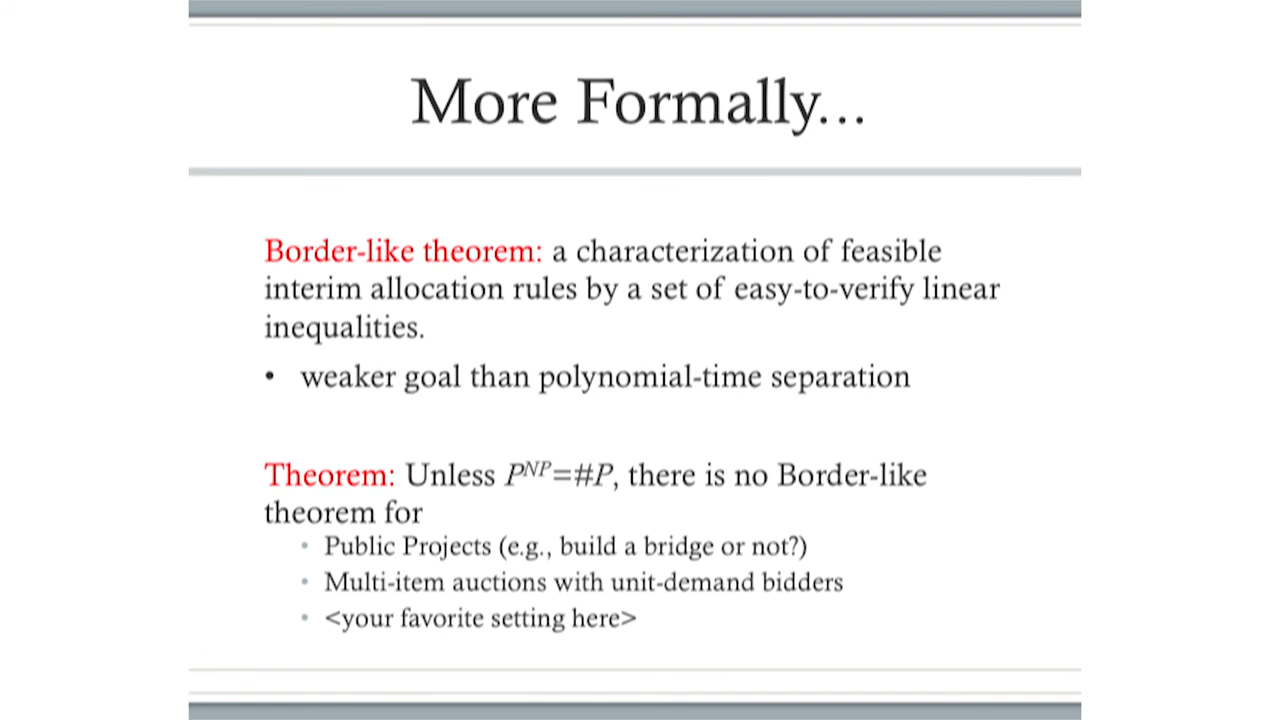 More Formally...
Border-like theorem: a characterization of feasible
interim allocation rules by a set of easy-to-verify linear
inequalities.
• weaker goal than polynomial-time separation
Theorem: Unless P^NP=#P, there is no Border-like
theorem for
• Public Projects (e.g., build a bridge or not?)
• Multi-item auctions with unit-demand bidders
• <your favorite setting here>